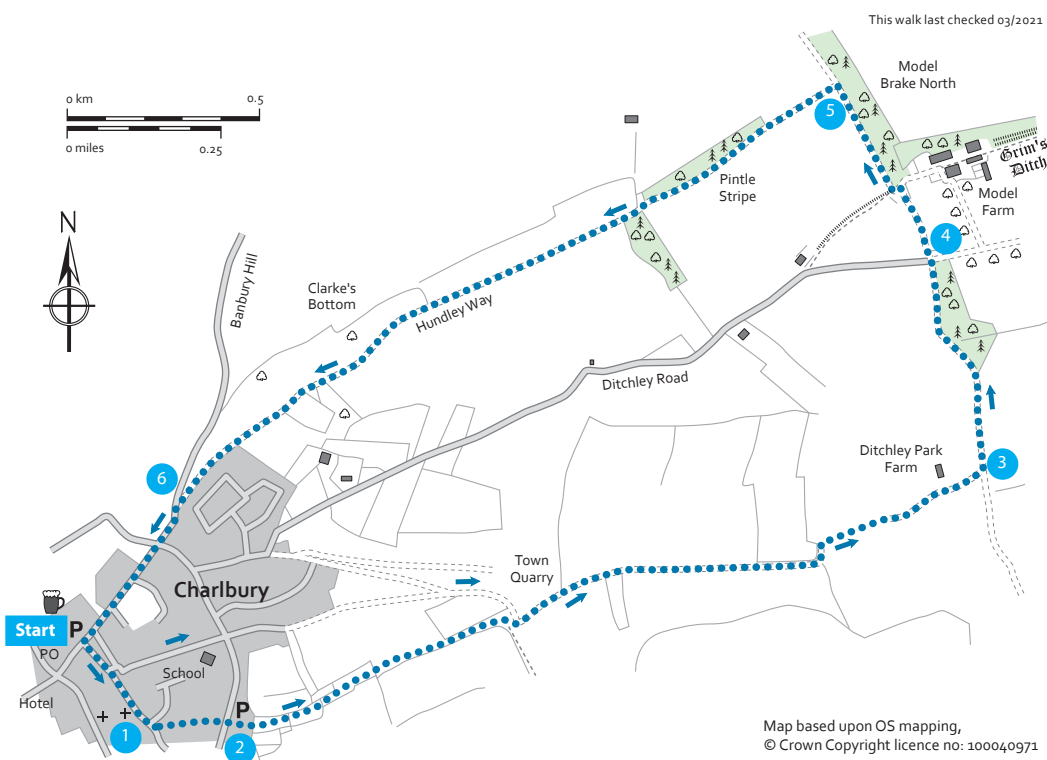 This walk last checked 03/2021
0 km 0.5
0 miles 0.25
Model
Brake North
5
Grim's
Ditch
Model
Farm
Pintle
Stripe
4
N
Banbury Hill
Clarke's
Bottom
Hundley Way
Ditchley Road
Ditchley Park
Farm
3
6
Town
Quarry
Charlbury
Start
P
PO
School
Hotel
P
1
2
Map based upon OS mapping,
© Crown Copyright licence no: 100040971